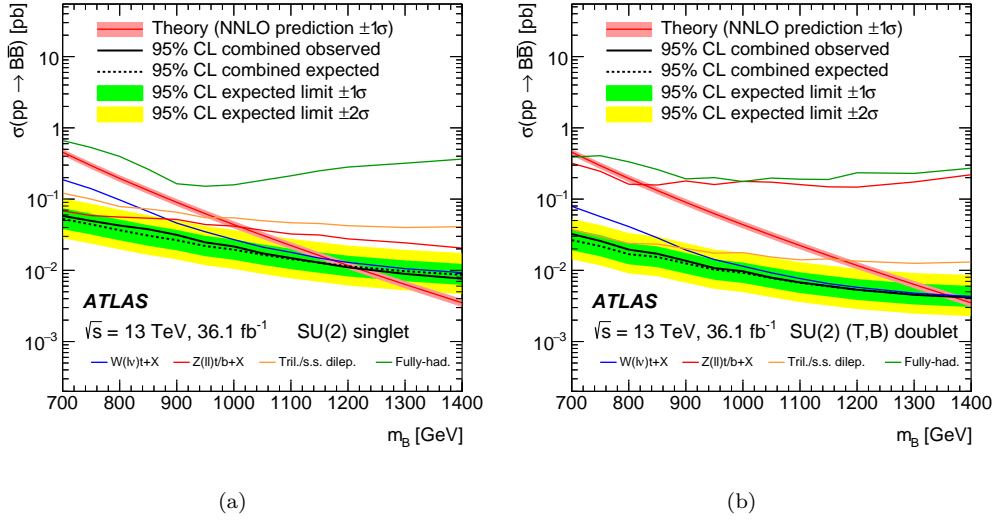 σ(pp → BB̅) [pb]
10
1
10⁻¹
10⁻²
10⁻³
Theory (NNLO prediction ±1σ)
95% CL combined observed
95% CL combined expected
95% CL expected limit ±1σ
95% CL expected limit ±2σ
ATLAS
√s = 13 TeV, 36.1 fb⁻¹ SU(2) singlet
W(lv)t+X Z(ll)t/b+X Tril./s.s. dilep. Fully-had.
700 800 900 1000 1100 1200 1300 1400
m_B [GeV]
(a)
σ(pp → BB̅) [pb]
10
1
10⁻¹
10⁻²
10⁻³
Theory (NNLO prediction ±1σ)
95% CL combined observed
95% CL combined expected
95% CL expected limit ±1σ
95% CL expected limit ±2σ
ATLAS
√s = 13 TeV, 36.1 fb⁻¹ SU(2) (T,B) doublet
W(lv)t+X Z(ll)t/b+X Tril./s.s. dilep. Fully-had.
700 800 900 1000 1100 1200 1300 1400
m_B [GeV]
(b)